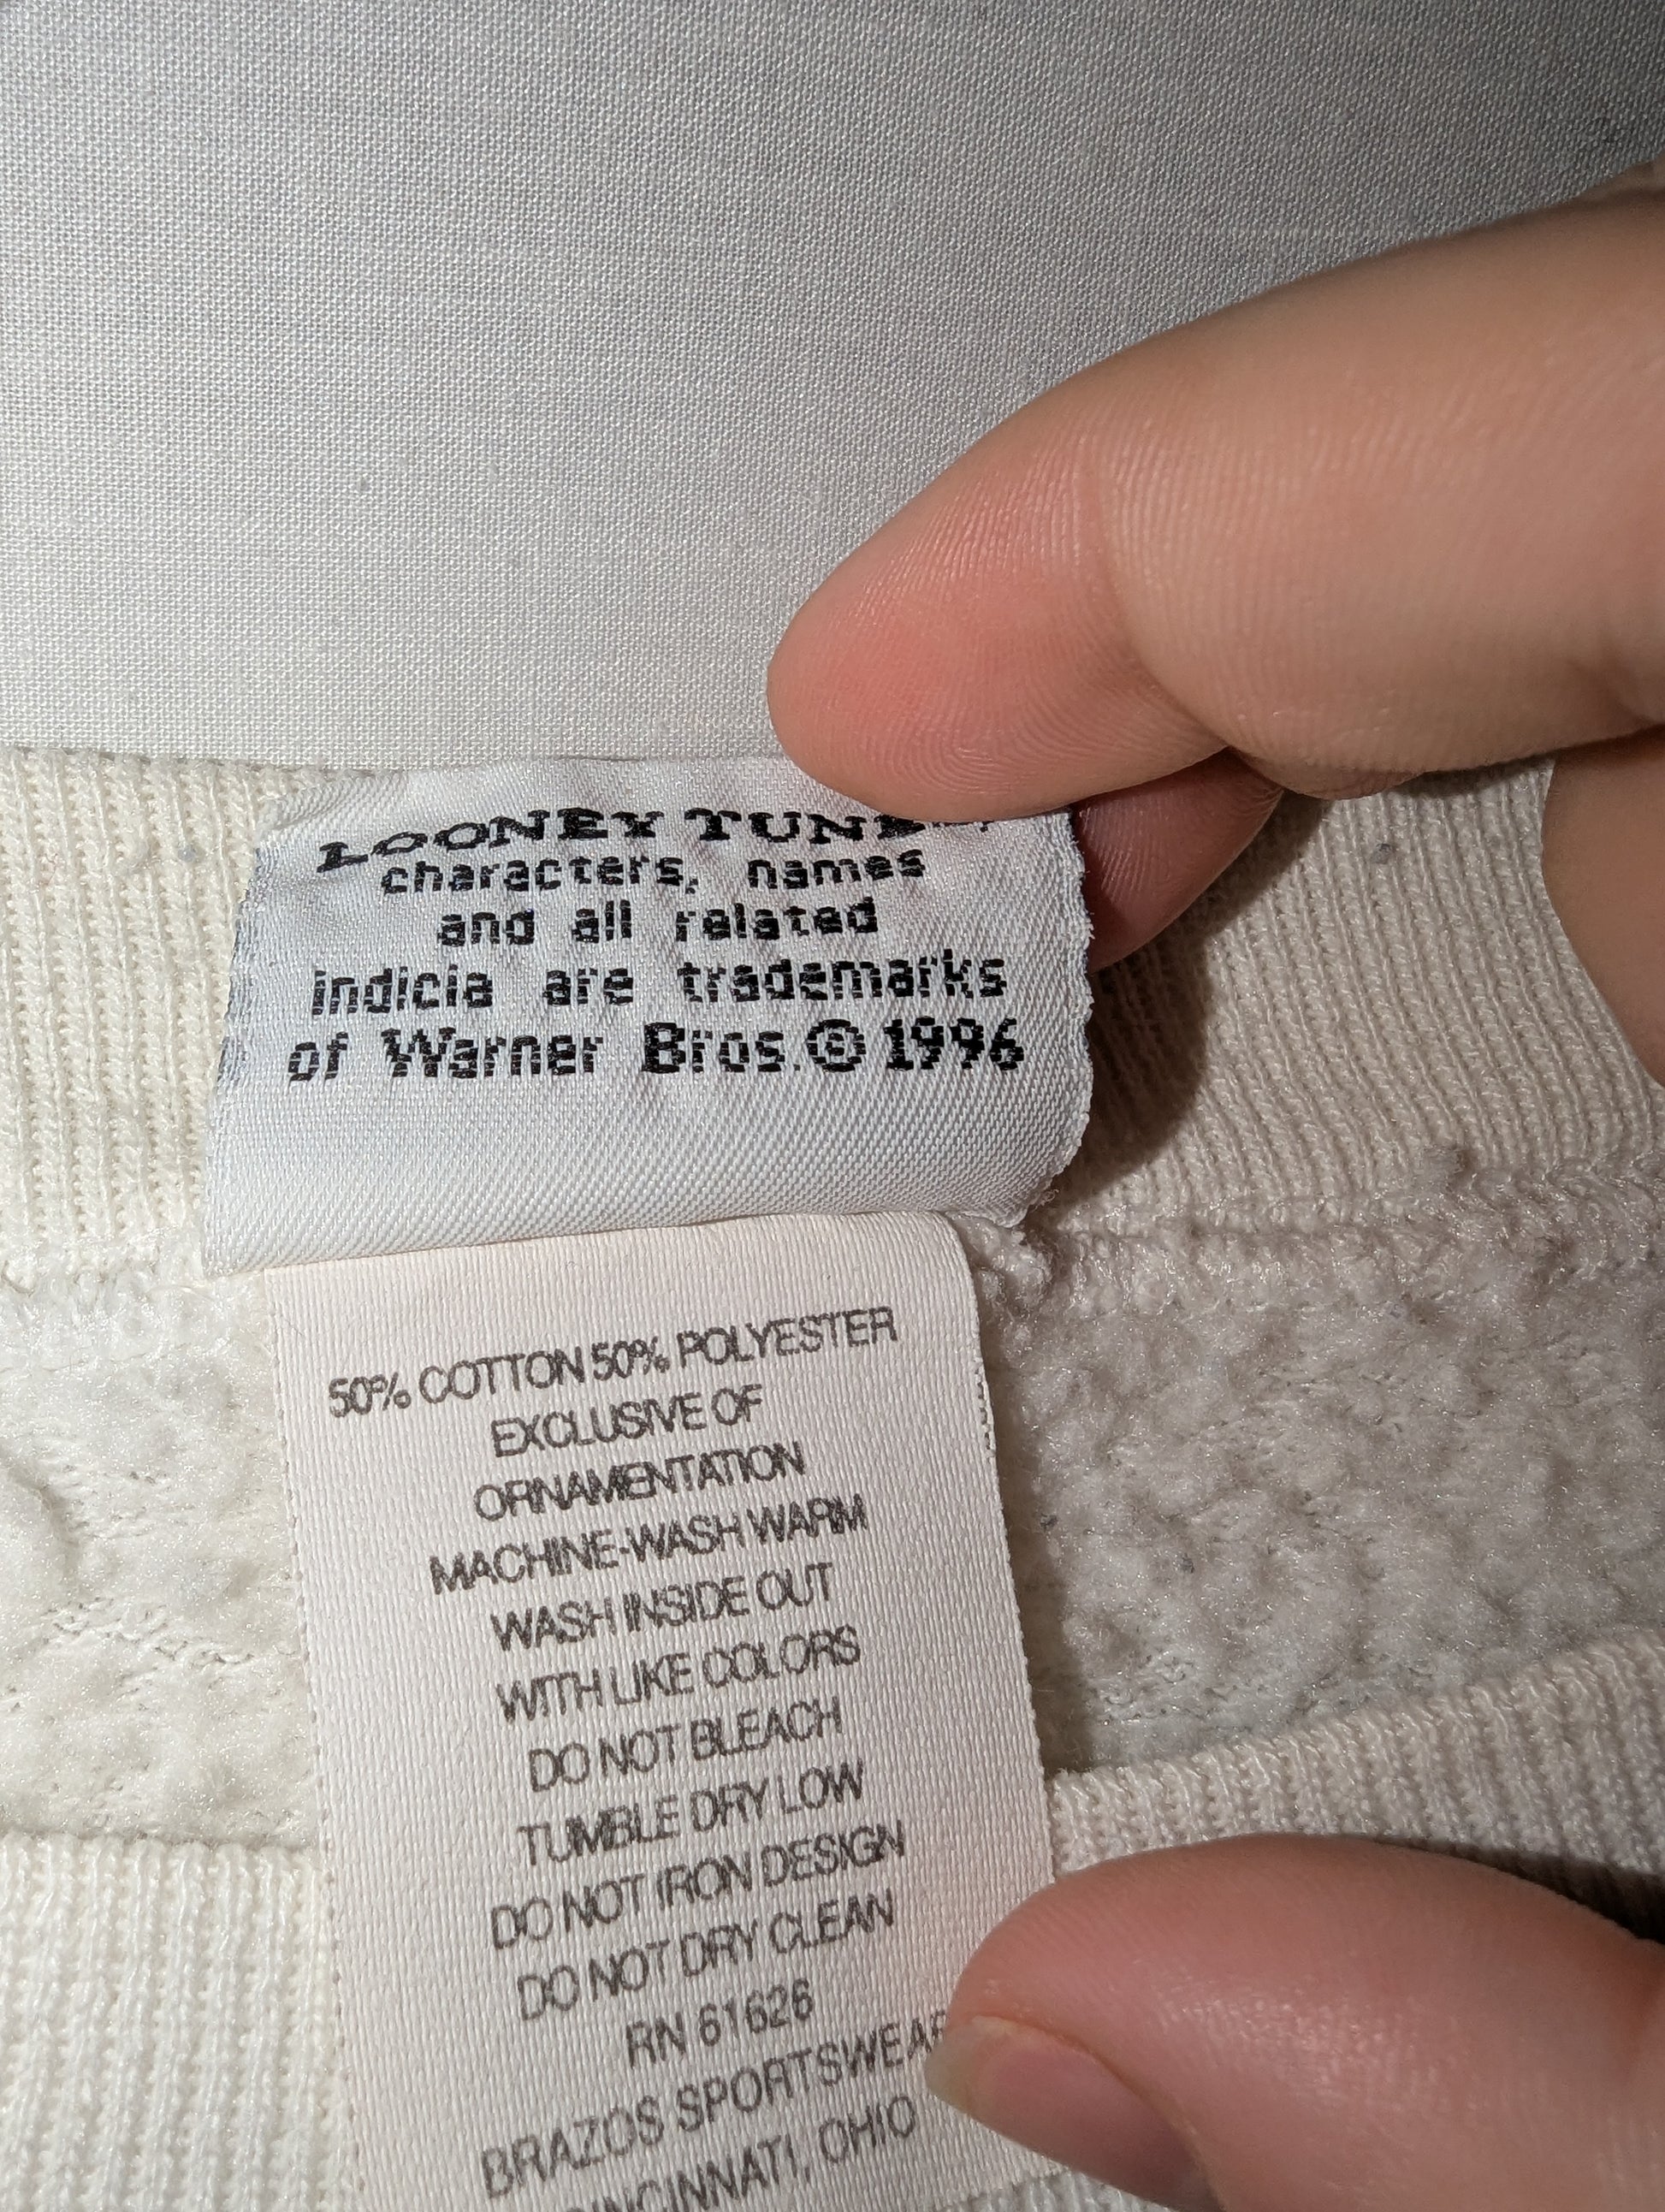 LOONEY TUNES,
characters, names
and all related
indicia are trademarks
of Warner Bros.©1996
50% COTTON 50% POLYESTER
EXCLUSIVE OF
ORNAMENTATION
MACHINE-WASH WARM
WASH INSIDE OUT
WITH LIKE COLORS
DO NOT BLEACH
TUMBLE DRY LOW
DO NOT IRON DESIGN
DO NOT DRY CLEAN
RN 61626
BRAZOS SPORTSWEAR
CINCINNATI, OHIO